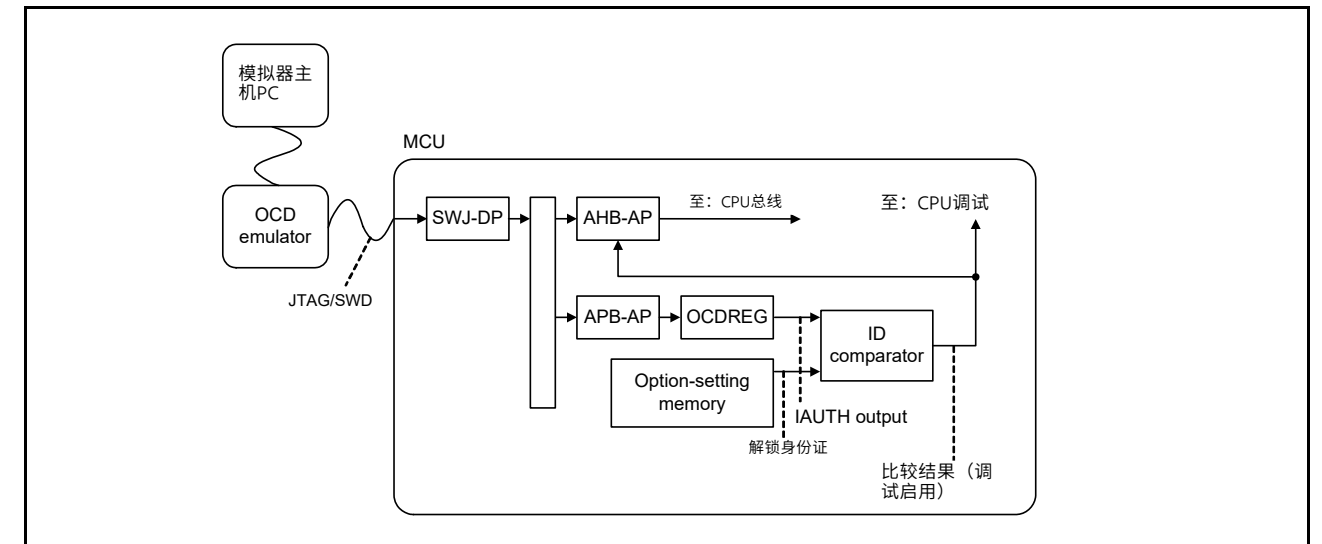 模拟器主
机PC
MCU
OCD
emulator
SWJ-DP
AHB-AP
至：CPU总线
至：CPU调试
JTAG/SWD
APB-AP
OCDREG
ID
comparator
Option-setting
memory
IAUTH output
解锁身份证
比较结果（调
试启用）